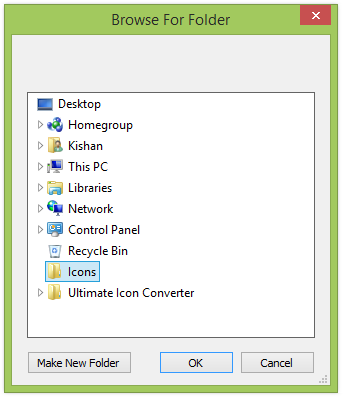 Browse For Folder
Desktop
Homegroup
Kishan
This PC
Libraries
Network
Control Panel
Recycle Bin
Icons
Ultimate Icon Converter
Make New Folder
OK
Cancel